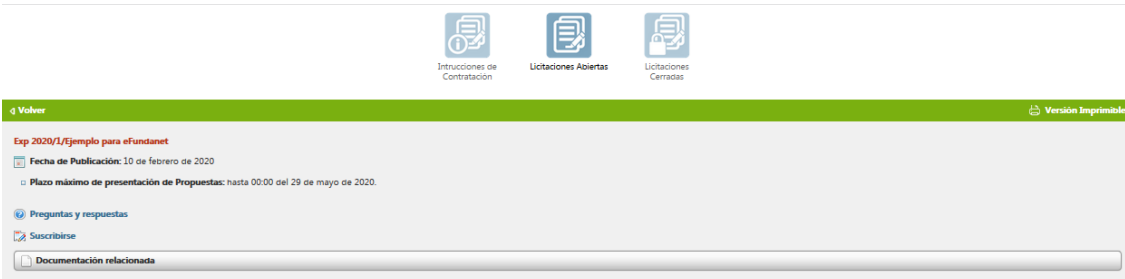 Intrucciones de
Contratación
Licitaciones Abiertas
Licitaciones
Cerradas
Volver
Versión Imprimible
Exp 2020/1/Ejemplo para eFundanet
Fecha de Publicación: 10 de febrero de 2020
Plazo máximo de presentación de Propuestas: hasta 00:00 del 29 de mayo de 2020.
Preguntas y respuestas
Suscribirse
Documentación relacionada